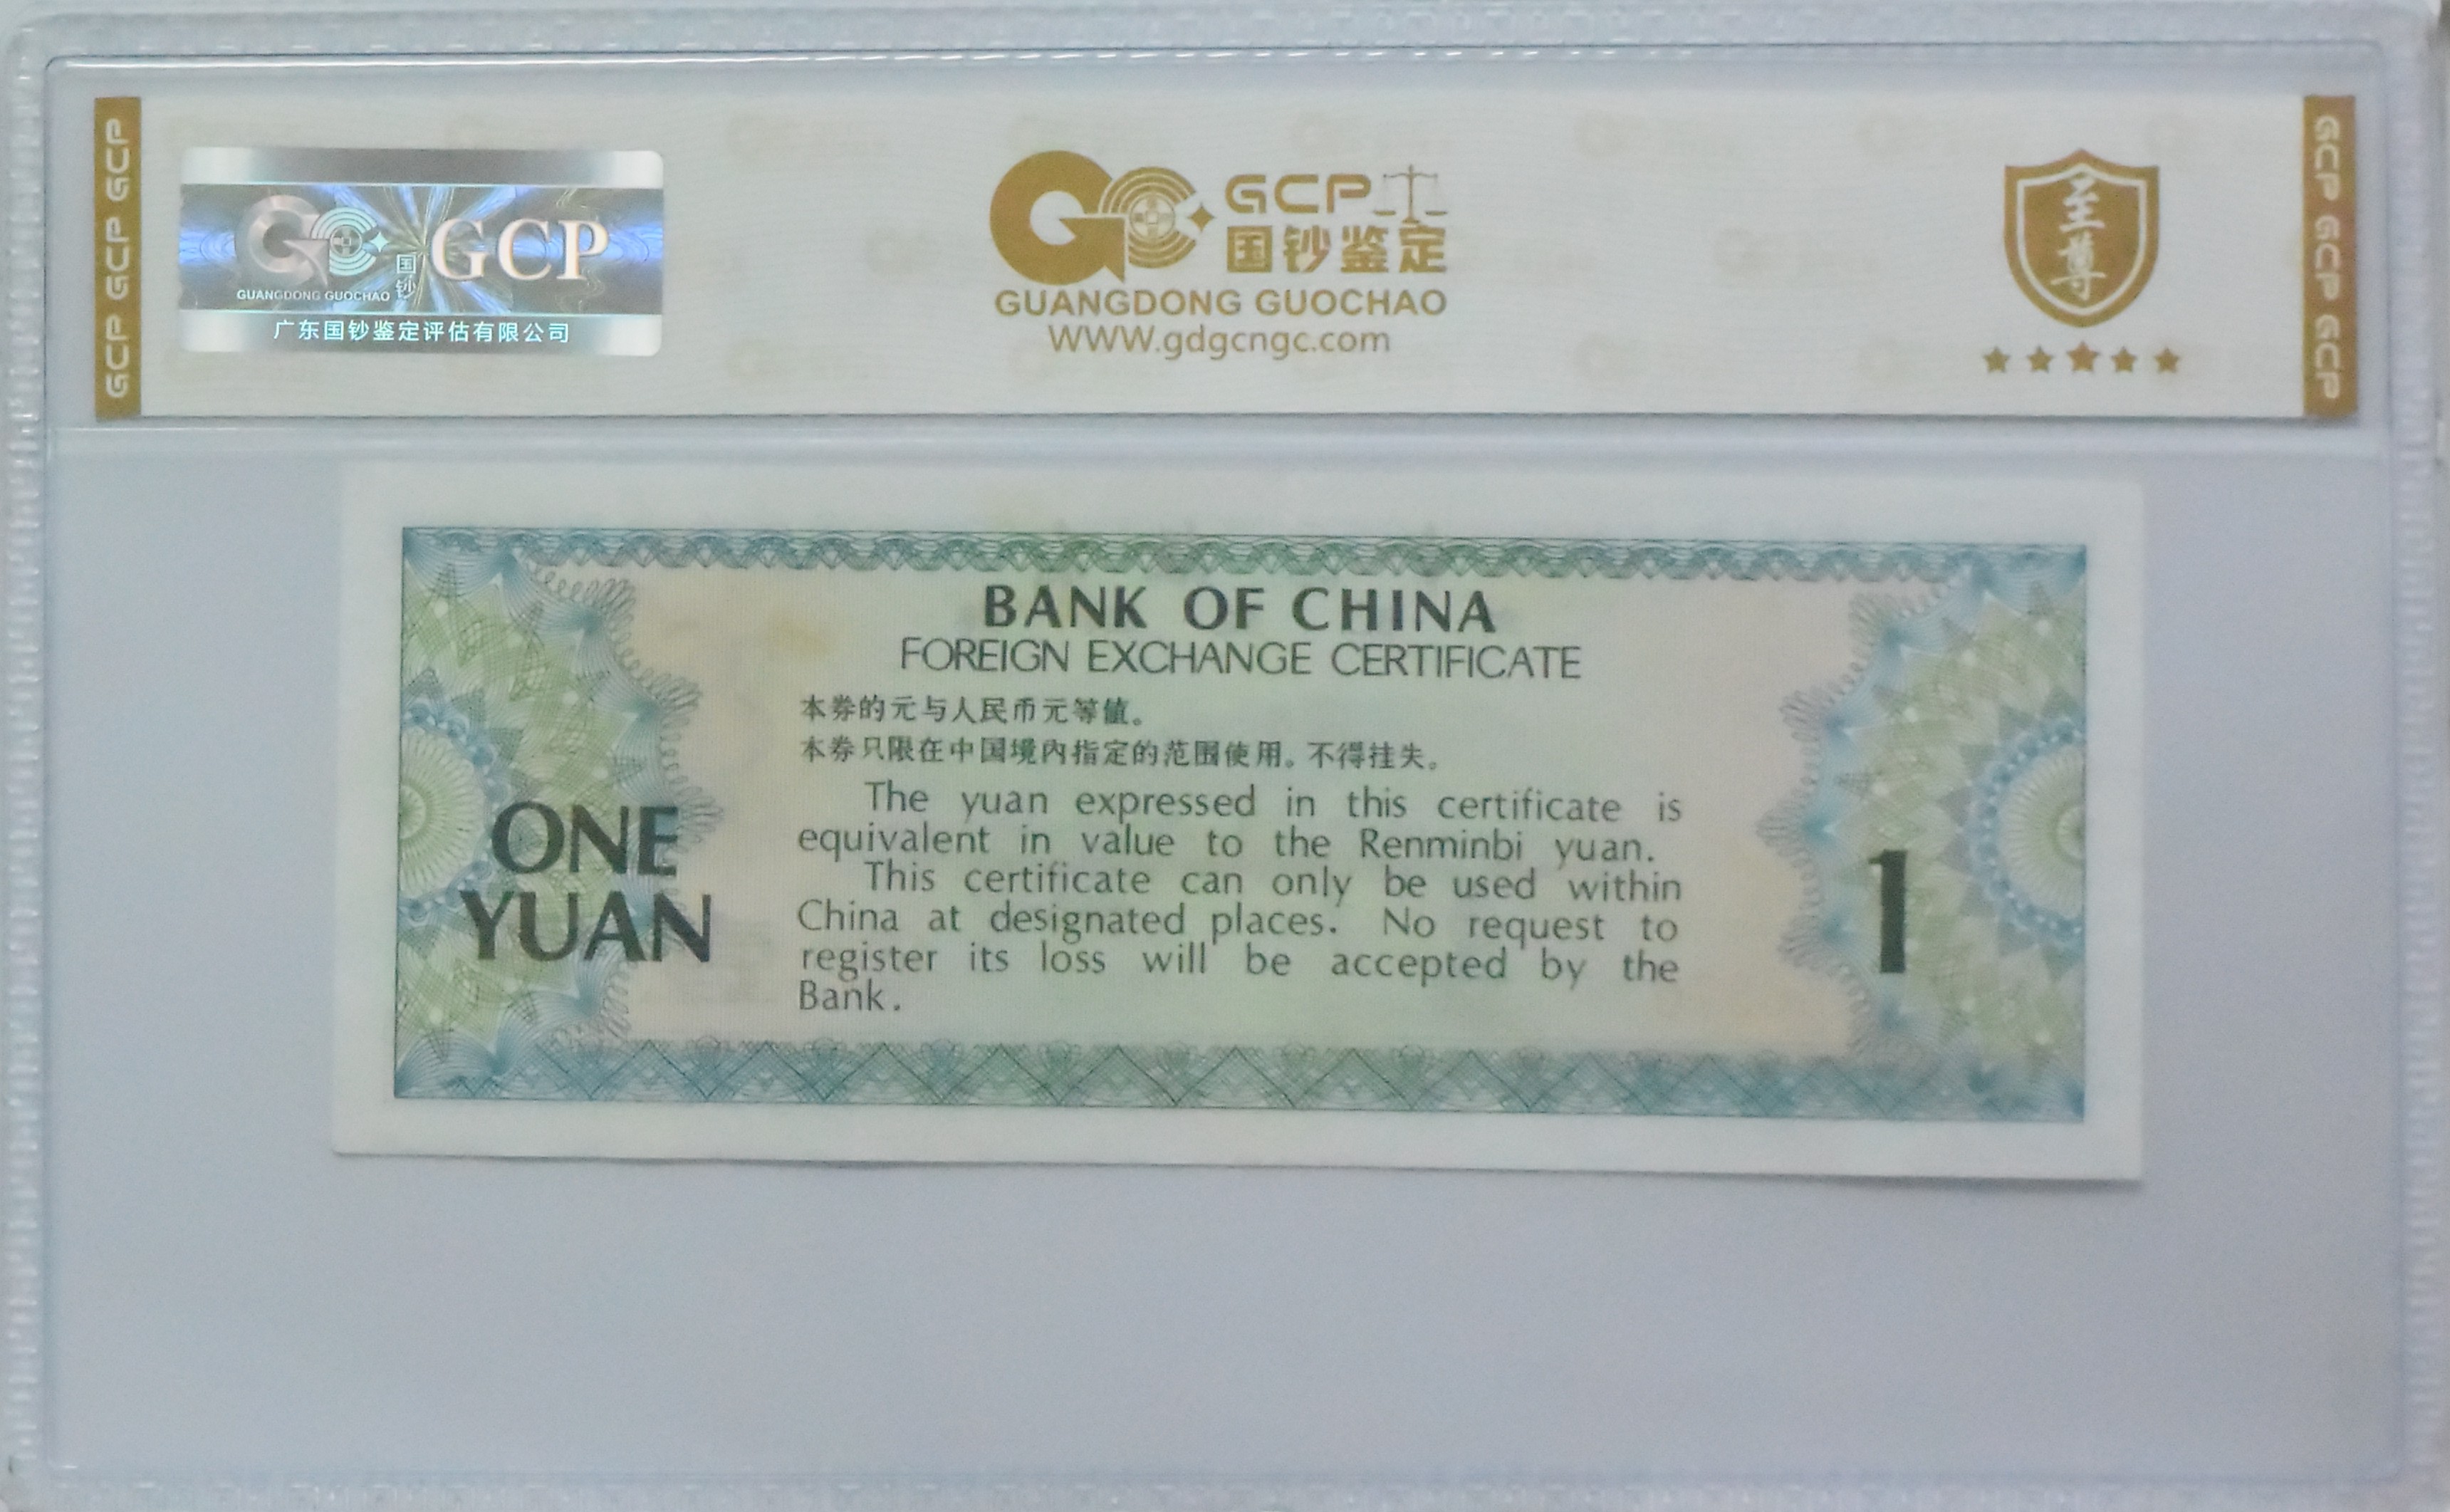 GCP GCP GCP
GCP
国钞
GUANGDONG GUOCHAO
广东国钞鉴定评估有限公司
GCP
国钞鉴定
GUANGDONG GUOCHAO
WWW.gdgcngc.com
至尊
GCP GCP GCP
BANK OF CHINA
FOREIGN EXCHANGE CERTIFICATE
本券的元与人民币元等值。
本券只限在中国境内指定的范围使用。不得挂失。
The yuan expressed in this certificate is
equivalent in value to the Renminbi yuan.
This certificate can only be used within
China at designated places. No request to
register its loss will be accepted by the
Bank.
ONE
YUAN
1